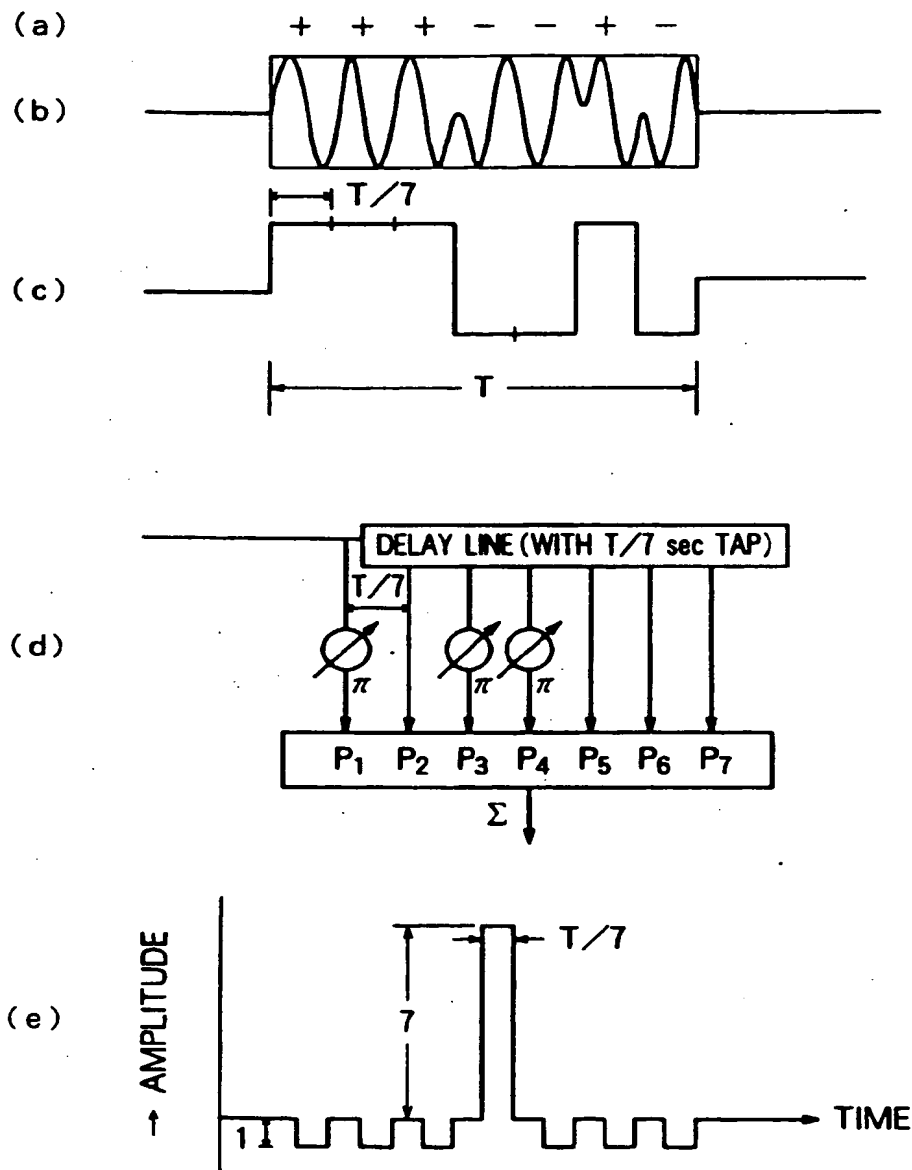 (a) + + + − − + −
(b)
T/7
(c)
T
DELAY LINE (WITH T/7 sec TAP)
T/7
(d)
π π π
P1 P2 P3 P4 P5 P6 P7
Σ
→ AMPLITUDE
T/7
7
(e)
1
TIME